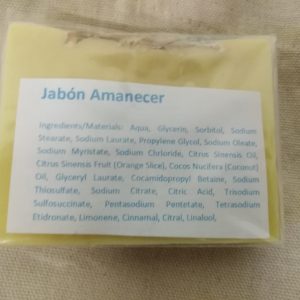 Jabón Amanecer
Ingredients/Materials: Aqua, Glycerin, Sorbitol, Sodium
Stearate, Sodium Laurate, Propylene Glycol, Sodium Oleate,
Sodium Myristate, Sodium Chrloride, Citrus Sinensis Oil,
Citrus Sinensis Fruit (Orange Slice), Cocos Nucifera (Coconut)
Oil, Glyceryl Laurate, Cocamidopropyl Betaine, Sodium
Thiosulfate, Sodium Citrate, Citric Acid, Trisodium
Sulfosuccinate, Pentasodium Pentetate, Tetrasodium
Etidronate, Limonene, Cinnamal, Citral, Linalool,